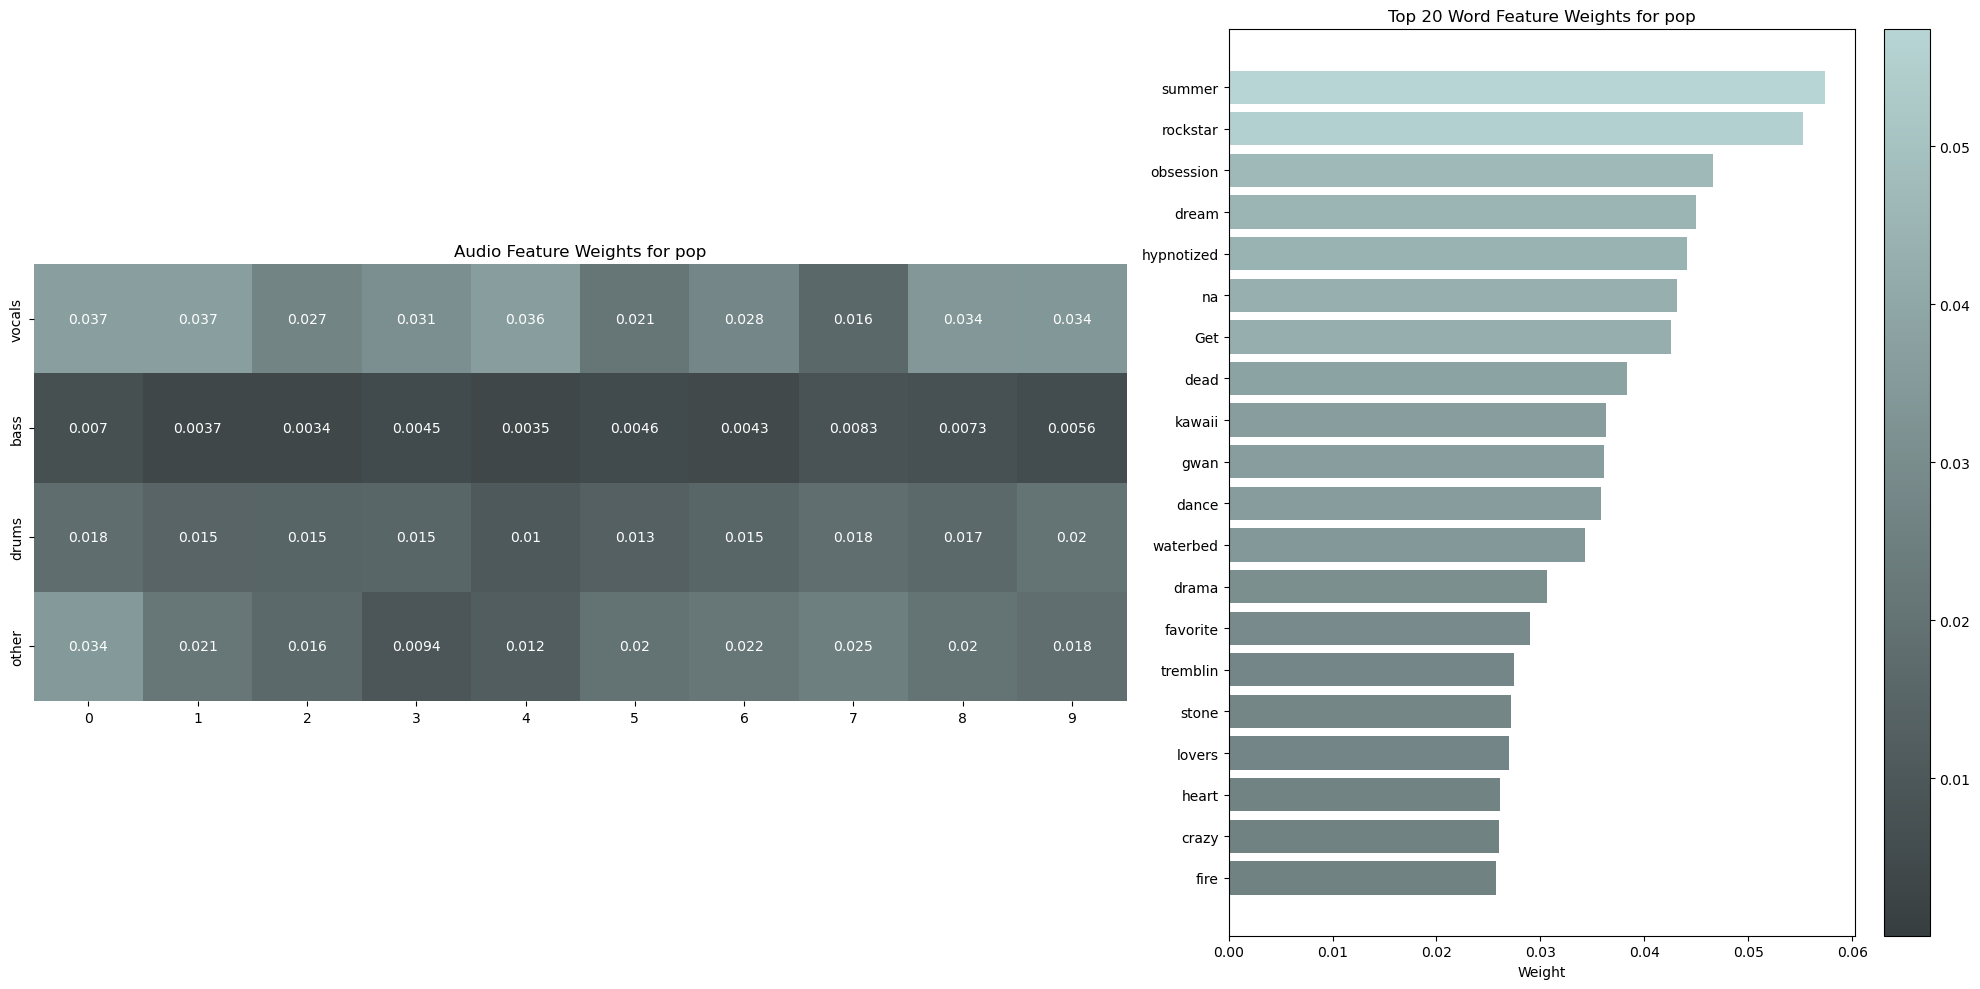 Audio Feature Weights for pop
vocals 0.037 0.037 0.027 0.031 0.036 0.021 0.028 0.016 0.034 0.034
bass 0.007 0.0037 0.0034 0.0045 0.0035 0.0046 0.0043 0.0083 0.0073 0.0056
drums 0.018 0.015 0.015 0.015 0.01 0.013 0.015 0.018 0.017 0.02
other 0.034 0.021 0.016 0.0094 0.012 0.02 0.022 0.025 0.02 0.018
0 1 2 3 4 5 6 7 8 9
Top 20 Word Feature Weights for pop
summer
rockstar
obsession
dream
hypnotized
na
Get
dead
kawaii
gwan
dance
waterbed
drama
favorite
tremblin
stone
lovers
heart
crazy
fire
0.00 0.01 0.02 0.03 0.04 0.05 0.06
Weight
0.05
0.04
0.03
0.02
0.01